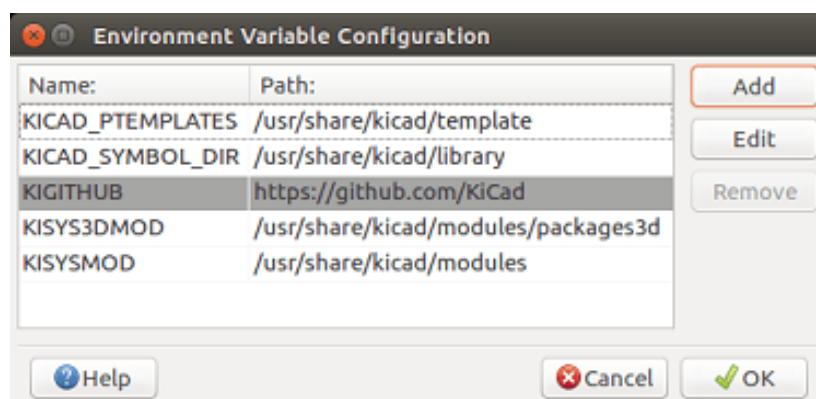 Environment Variable Configuration
Name: Path:
KICAD_PTEMPLATES /usr/share/kicad/template
KICAD_SYMBOL_DIR /usr/share/kicad/library
KIGITHUB https://github.com/KiCad
KISYS3DMOD /usr/share/kicad/modules/packages3d
KISYSMOD /usr/share/kicad/modules
Add
Edit
Remove
Help Cancel OK